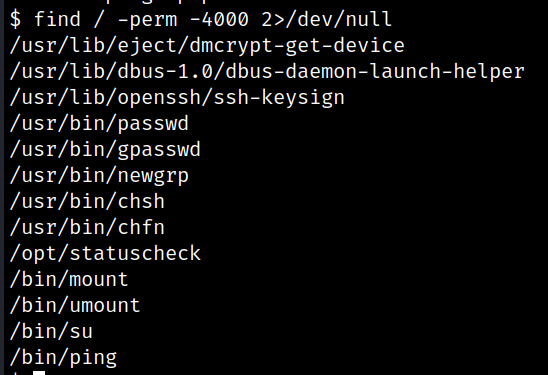 $ find / -perm -4000 2>/dev/null
/usr/lib/eject/dmcrypt-get-device
/usr/lib/dbus-1.0/dbus-daemon-launch-helper
/usr/lib/openssh/ssh-keysign
/usr/bin/passwd
/usr/bin/gpasswd
/usr/bin/newgrp
/usr/bin/chsh
/usr/bin/chfn
/opt/statuscheck
/bin/mount
/bin/umount
/bin/su
/bin/ping